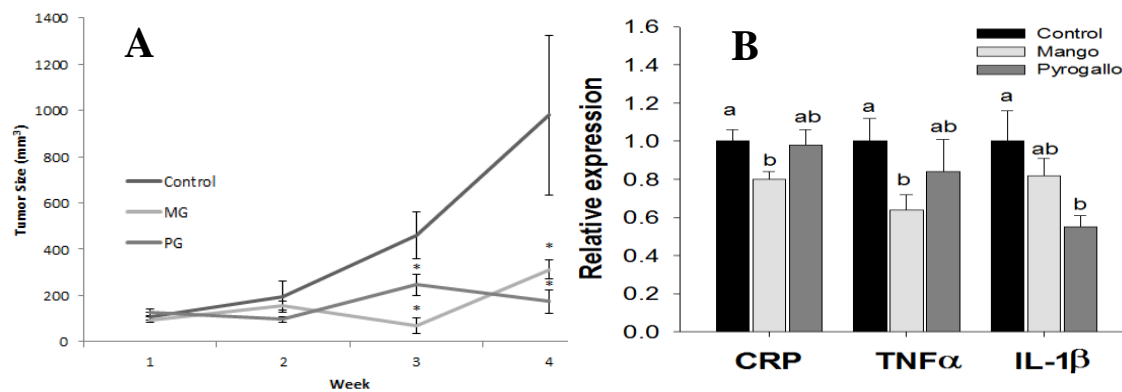 A
1400
1200
1000
800
600
400
200
0
Tumor Size (mm³)
Control
MG
PG
*
*
*
*
1 2 3 4
Week
B
Control
Mango
Pyrogallo
1.6
1.4
1.2
1.0
0.8
0.6
0.4
0.2
0.0
Relative expression
a b ab
a b ab
a ab b
CRP TNFα IL-1β